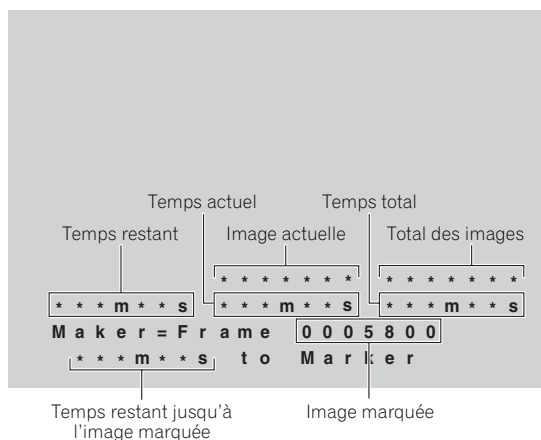 Temps actuel Temps total
Temps restant Image actuelle Total des images
* * * * * * * * * * * * * *
* * * m * * s * * * m * * s * * * m * * s
M a k e r = F r a m e 0 0 0 5 8 0 0
* * * m * * s t o M a r k e r
Temps restant jusqu'à Image marquée
l'image marquée